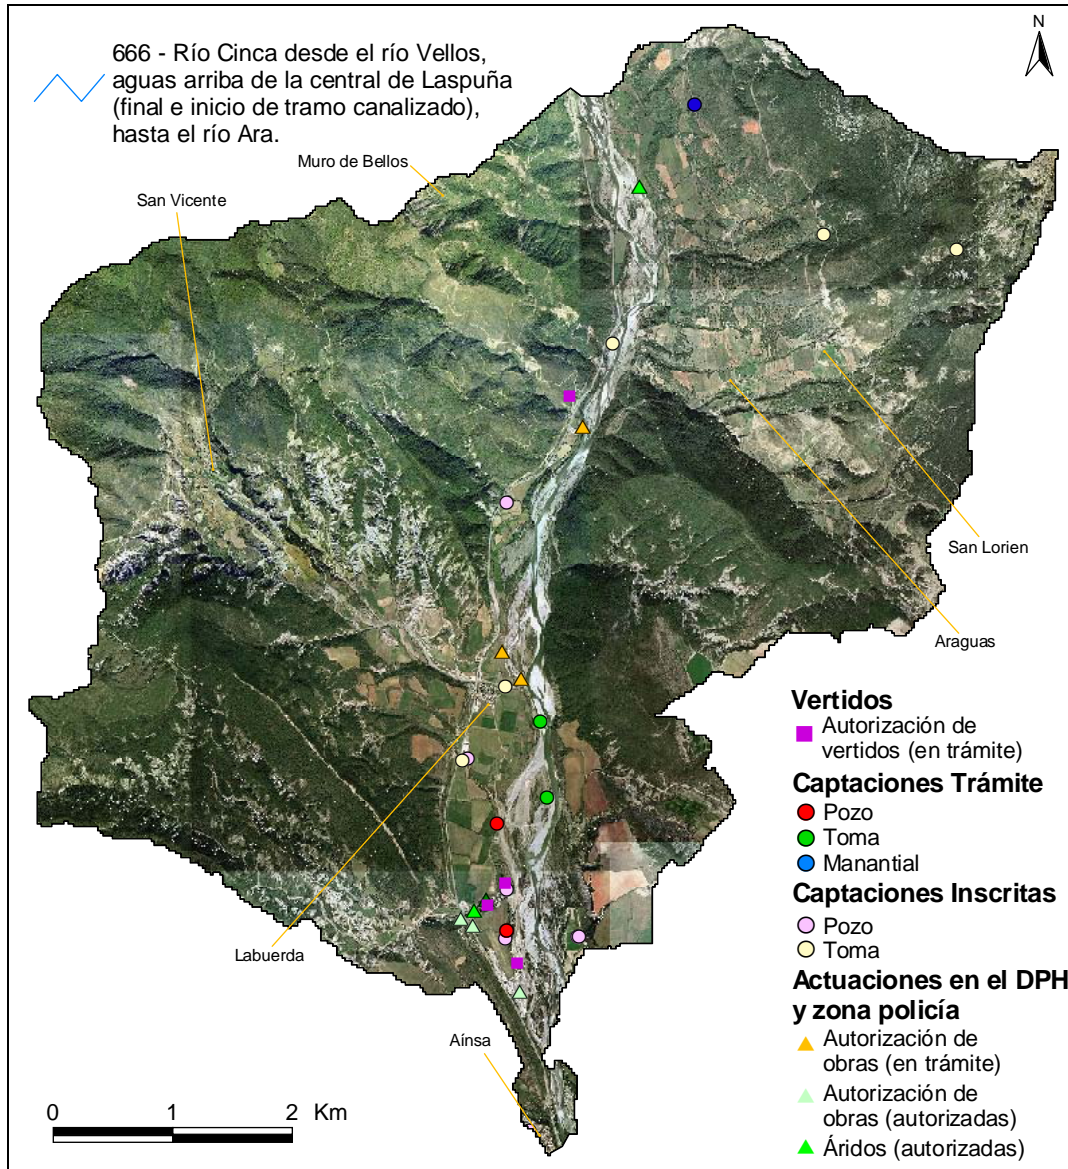 666 - Río Cinca desde el río Vellos,
aguas arriba de la central de Laspuña
(final e inicio de tramo canalizado),
hasta el río Ara.
N
Muro de Bellos
San Vicente
San Lorien
Araguas
Labuerda
Aínsa
Vertidos
Autorización de
vertidos (en trámite)
Captaciones Trámite
Pozo
Toma
Manantial
Captaciones Inscritas
Pozo
Toma
Actuaciones en el DPH
y zona policía
Autorización de
obras (en trámite)
Autorización de
obras (autorizadas)
Áridos (autorizadas)
0 1 2 Km